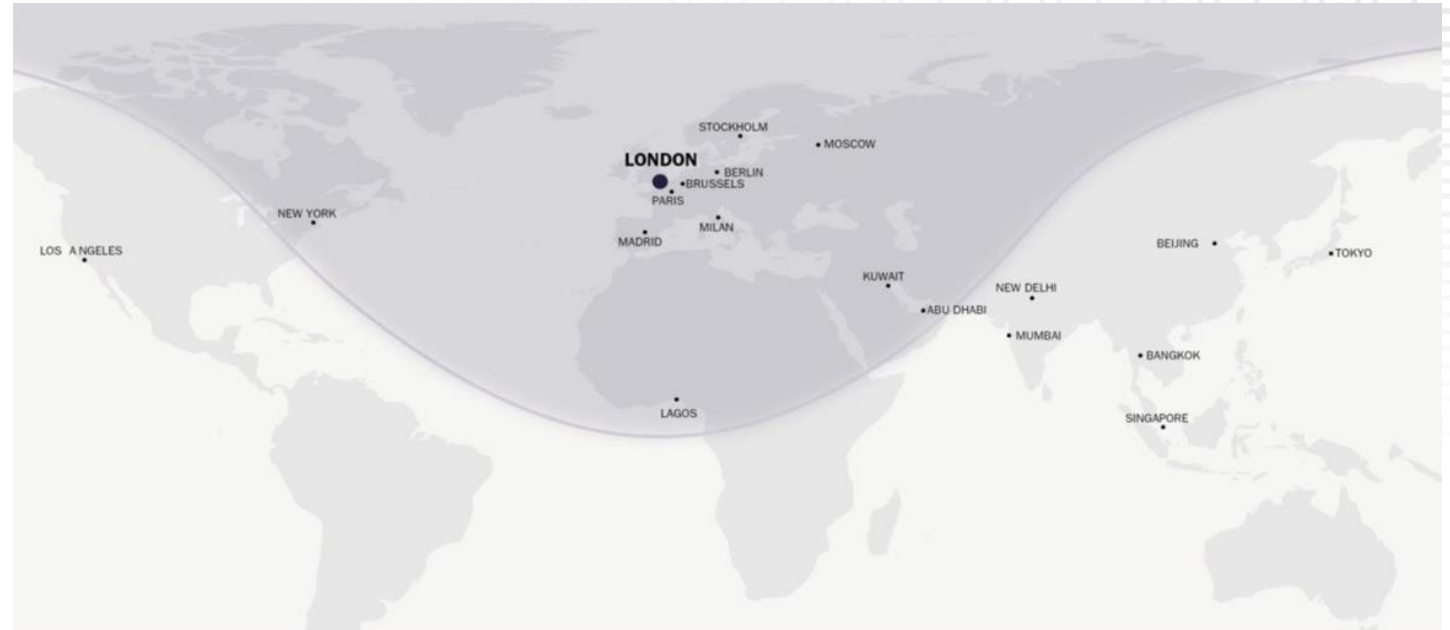 STOCKHOLM
MOSCOW
LONDON
BERLIN
BRUSSELS
PARIS
NEW YORK
MILAN
MADRID
LOS A NGELES
BEIJING
TOKYO
KUWAIT
NEW DELHI
ABU DHABI
MUMBAI
BANGKOK
LAGOS
SINGAPORE